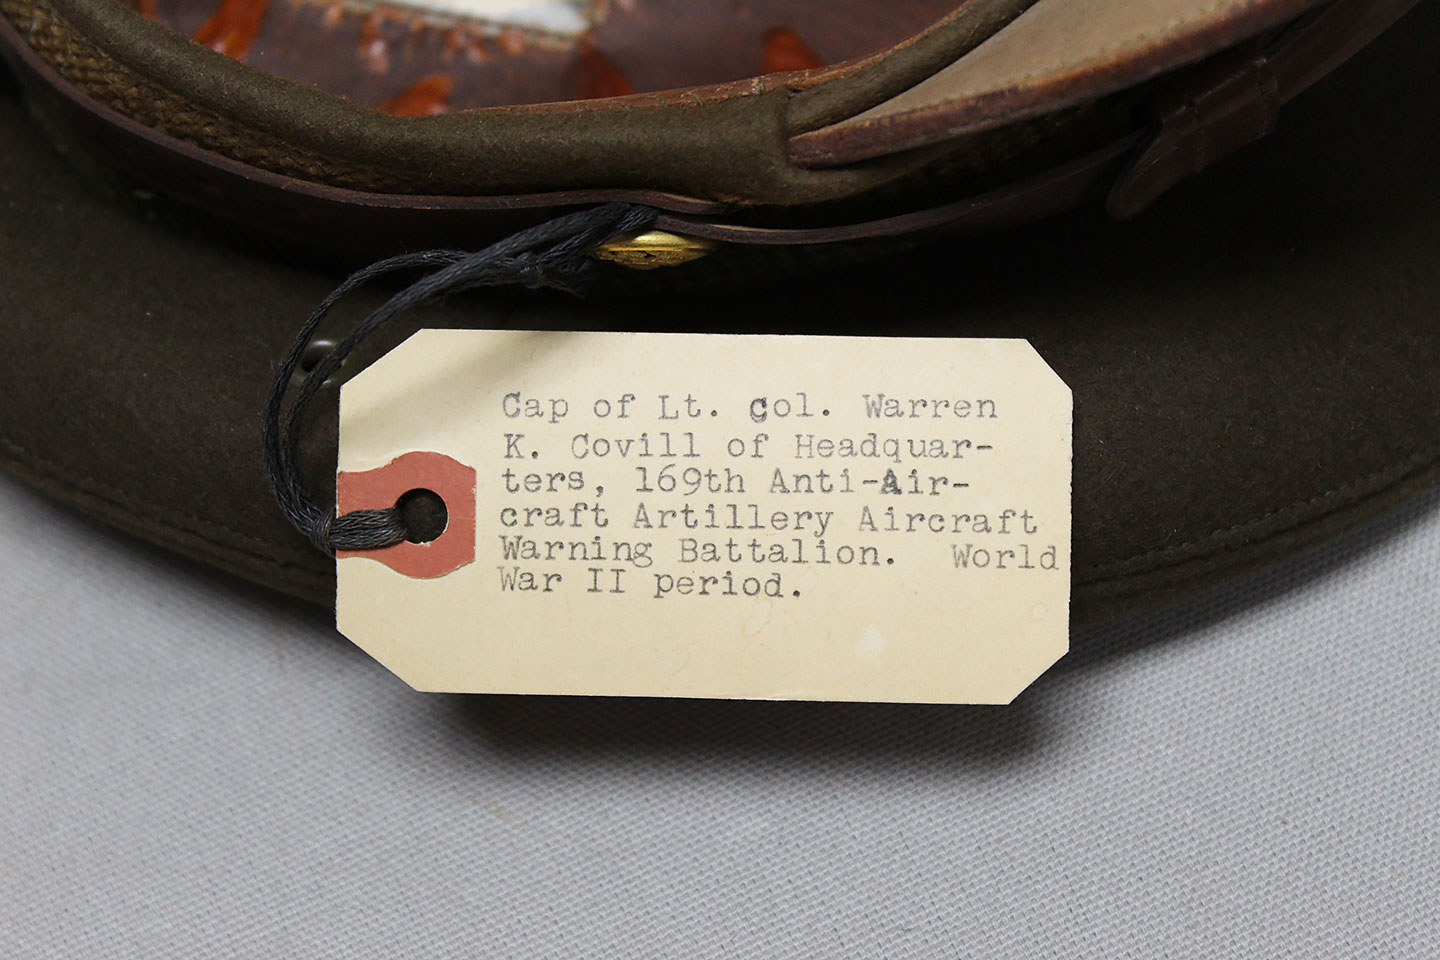 Cap of Lt. col. Warren
K. Covill of Headquar-
ters, 169th Anti-Air-
craft Artillery Aircraft
Warning Battalion.  World
War II period.